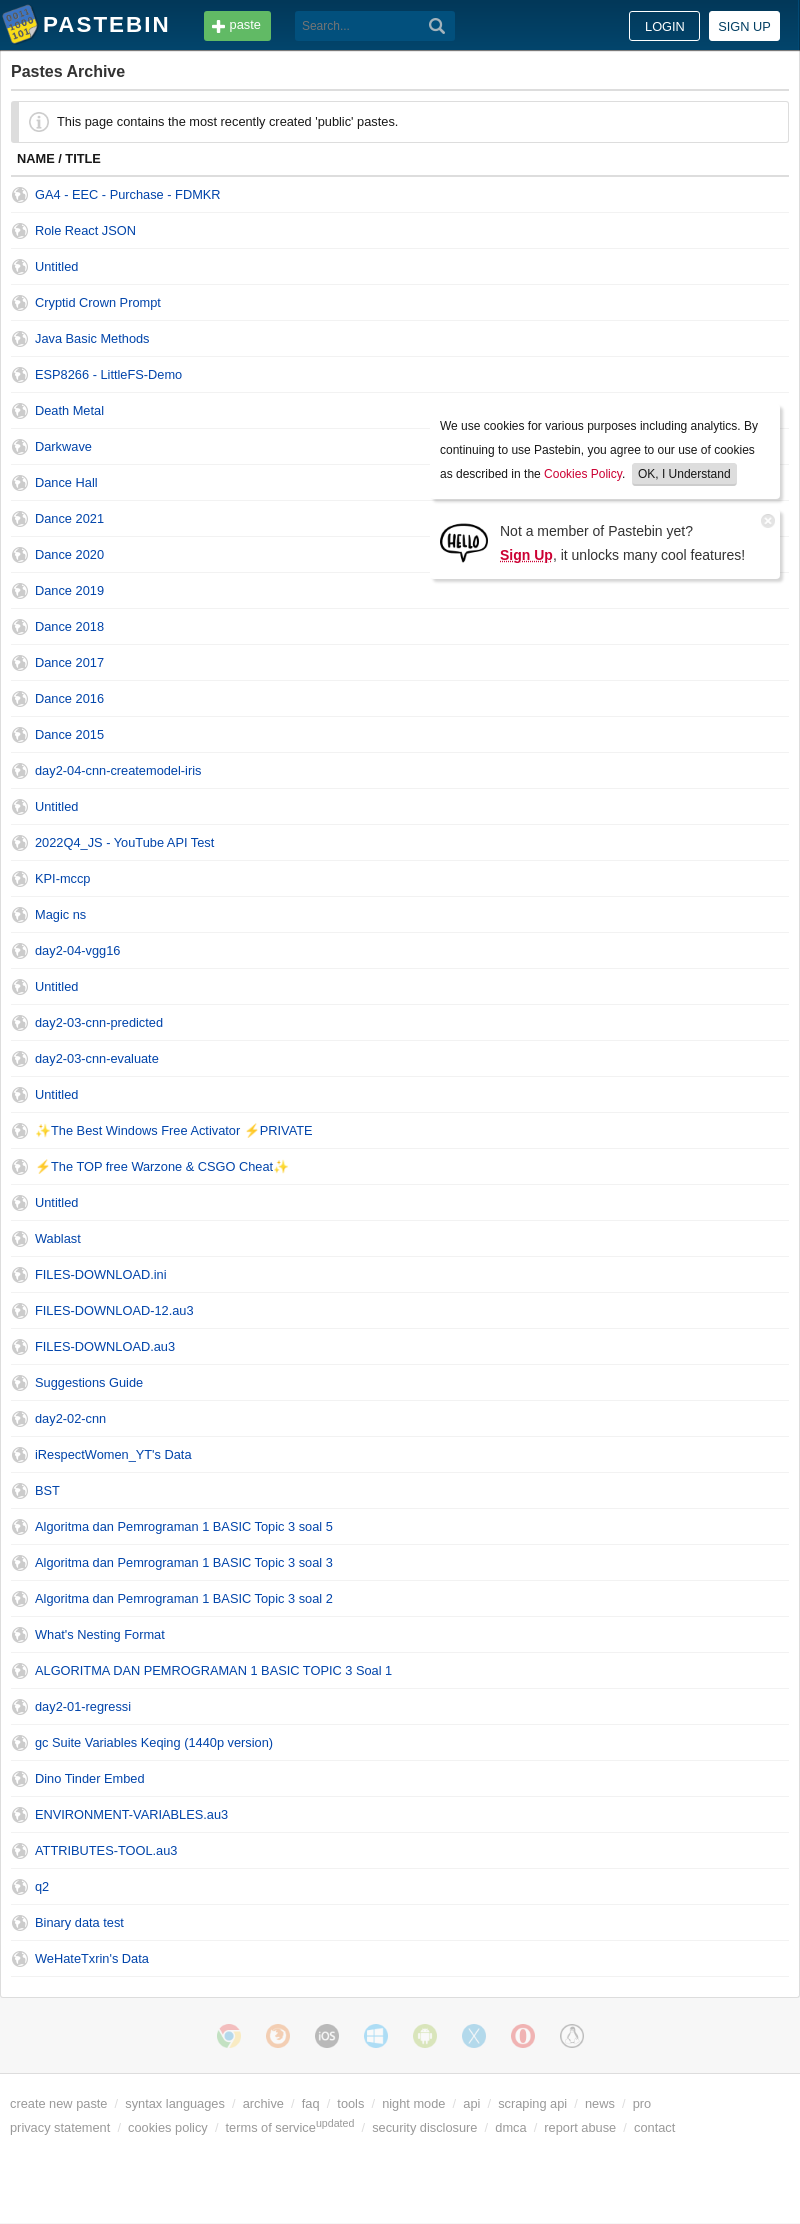 PASTEBIN
paste
Search...
LOGIN
SIGN UP
Pastes Archive
This page contains the most recently created 'public' pastes.
NAME / TITLE
GA4 - EEC - Purchase - FDMKR
Role React JSON
Untitled
Cryptid Crown Prompt
Java Basic Methods
ESP8266 - LittleFS-Demo
Death Metal
Darkwave
Dance Hall
Dance 2021
Dance 2020
Dance 2019
We use cookies for various purposes including analytics. By
continuing to use Pastebin, you agree to our use of cookies
as described in the Cookies Policy. OK, I Understand
HELLO
Not a member of Pastebin yet?
Sign Up, it unlocks many cool features!
Dance 2018
Dance 2017
Dance 2016
Dance 2015
day2-04-cnn-createmodel-iris
Untitled
2022Q4_JS - YouTube API Test
KPI-mccp
Magic ns
day2-04-vgg16
Untitled
day2-03-cnn-predicted
day2-03-cnn-evaluate
Untitled
✨The Best Windows Free Activator ⚡PRIVATE
⚡The TOP free Warzone & CSGO Cheat✨
Untitled
Wablast
FILES-DOWNLOAD.ini
FILES-DOWNLOAD-12.au3
FILES-DOWNLOAD.au3
Suggestions Guide
day2-02-cnn
iRespectWomen_YT's Data
BST
Algoritma dan Pemrograman 1 BASIC Topic 3 soal 5
Algoritma dan Pemrograman 1 BASIC Topic 3 soal 3
Algoritma dan Pemrograman 1 BASIC Topic 3 soal 2
What's Nesting Format
ALGORITMA DAN PEMROGRAMAN 1 BASIC TOPIC 3 Soal 1
day2-01-regressi
gc Suite Variables Keqing (1440p version)
Dino Tinder Embed
ENVIRONMENT-VARIABLES.au3
ATTRIBUTES-TOOL.au3
q2
Binary data test
WeHateTxrin's Data
iOS
create new paste / syntax languages / archive / faq / tools / night mode / api / scraping api / news / pro
privacy statement / cookies policy / terms of serviceupdated / security disclosure / dmca / report abuse / contact